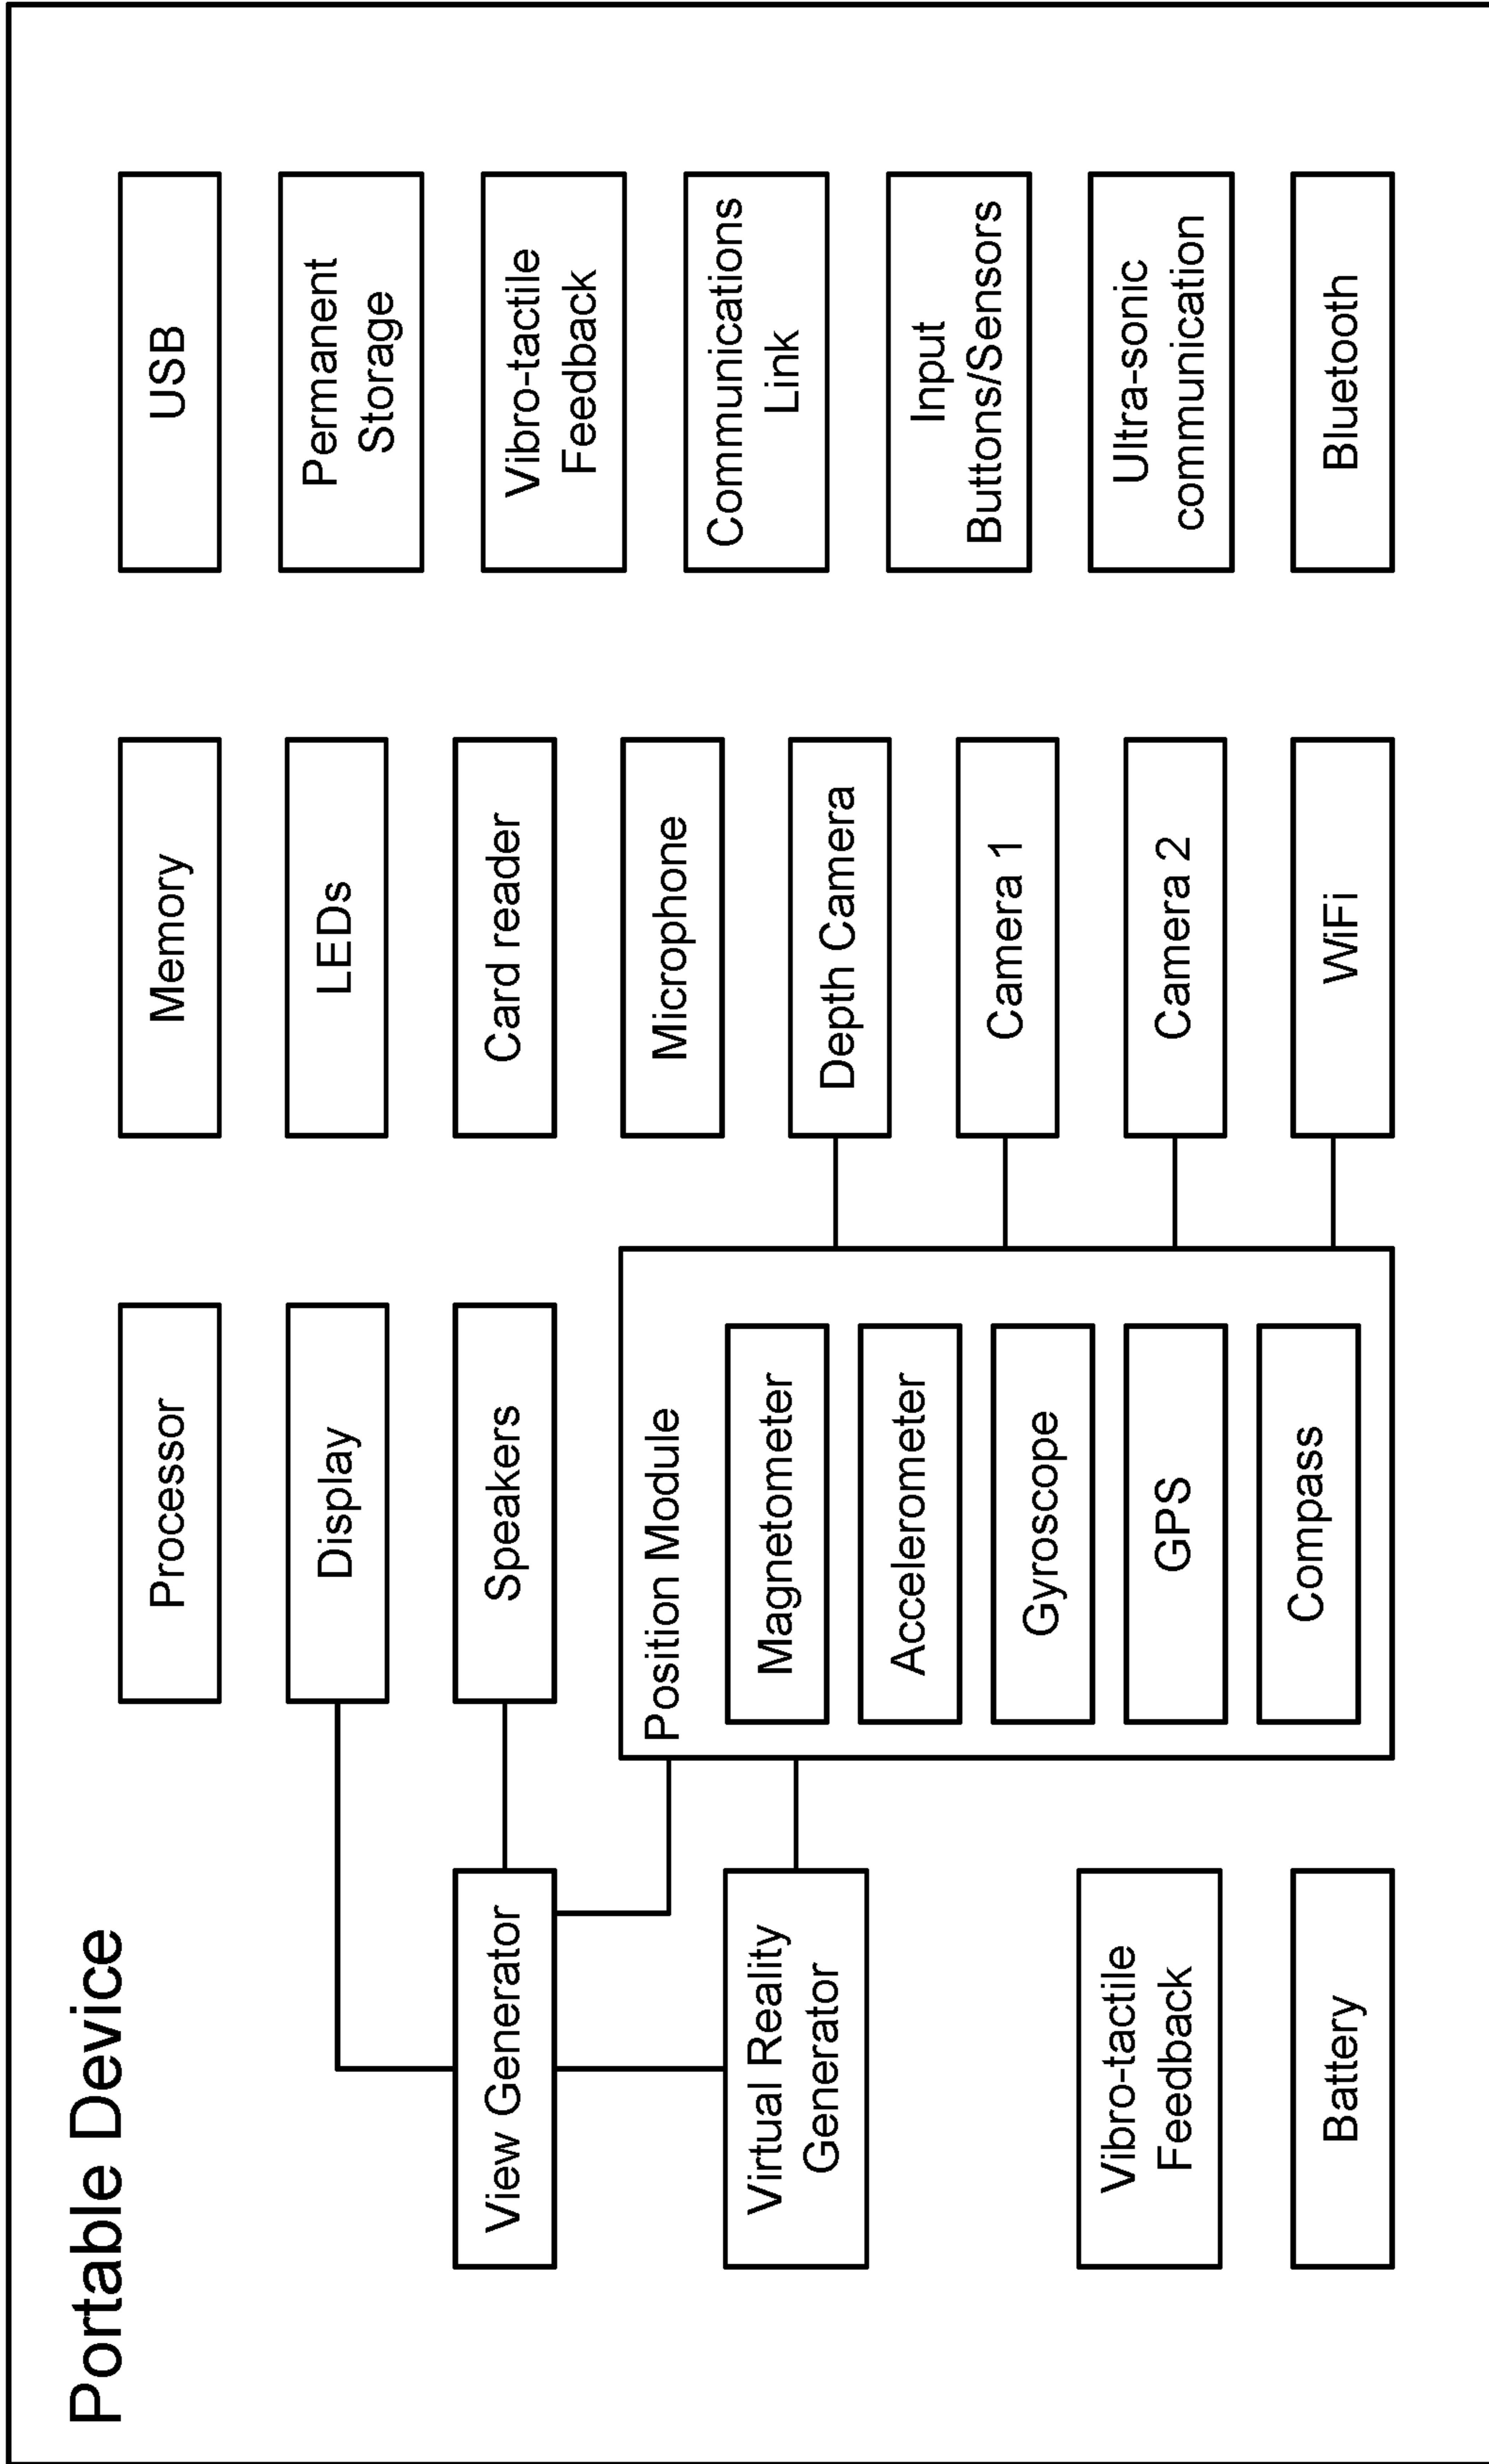 Portable Device
View Generator
Virtual Reality
Generator
Vibro-tactile
Feedback
Battery
Processor
Display
Speakers
Position Module
Magnetometer
Accelerometer
Gyroscope
GPS
Compass
Memory
LEDs
Card reader
Microphone
Depth Camera
Camera 1
Camera 2
WiFi
USB
Permanent
Storage
Vibro-tactile
Feedback
Communications
Link
Input
Buttons/Sensors
Ultra-sonic
communication
Bluetooth